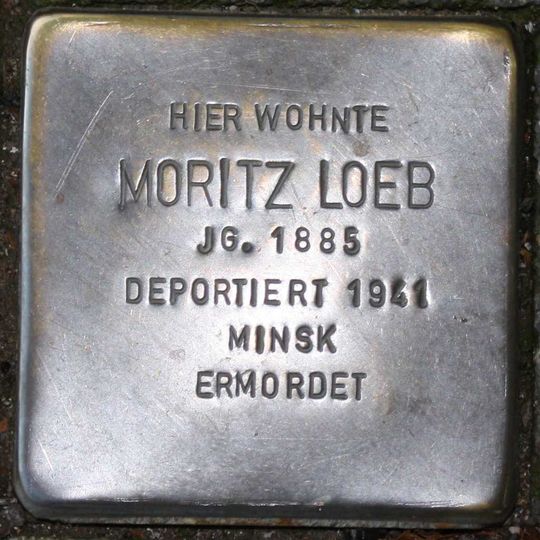 HIER WOHNTE
MORITZ LOEB
JG. 1885
DEPORTIERT 1941
MINSK
ERMORDET